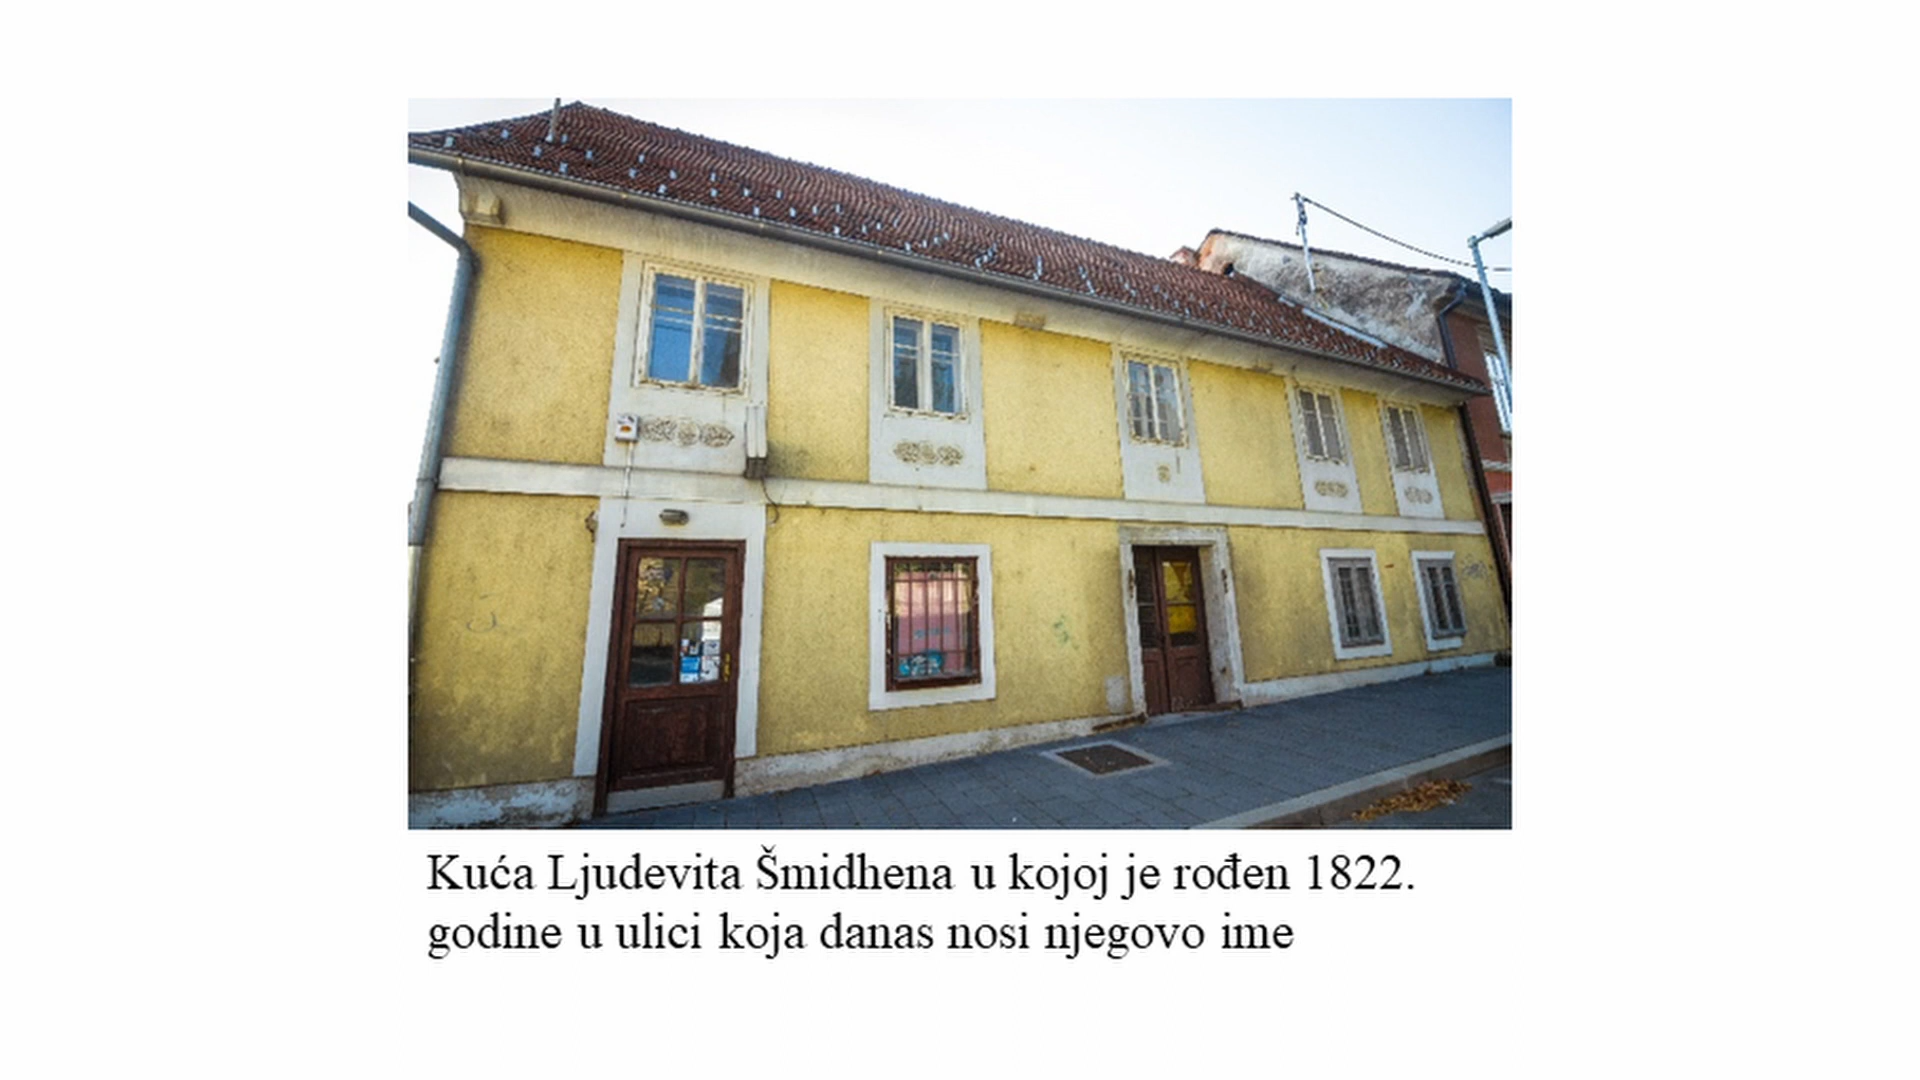 Kuća Ljudevita Šmidhena u kojoj je rođen 1822.
godine u ulici koja danas nosi njegovo ime